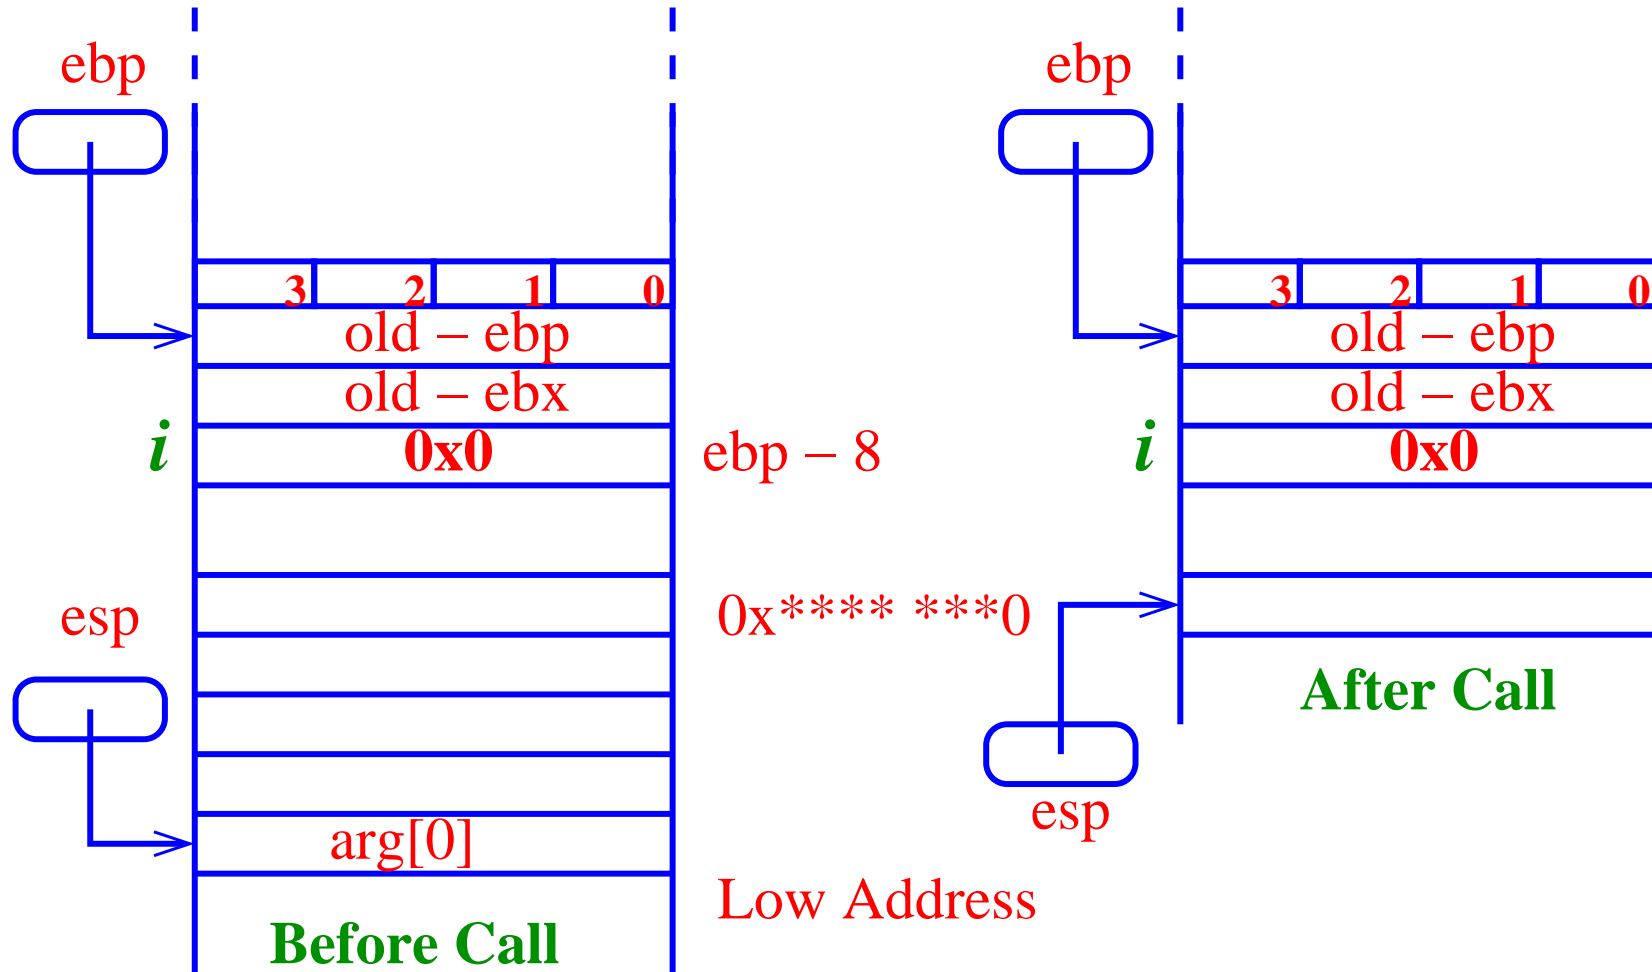 ebp
ebp
3 2 1 0
3 2 1 0
old – ebp
old – ebp
old – ebx
old – ebx
i
0x0
ebp – 8
i
0x0
esp
0x**** ***0
After Call
esp
arg[0]
Low Address
Before Call